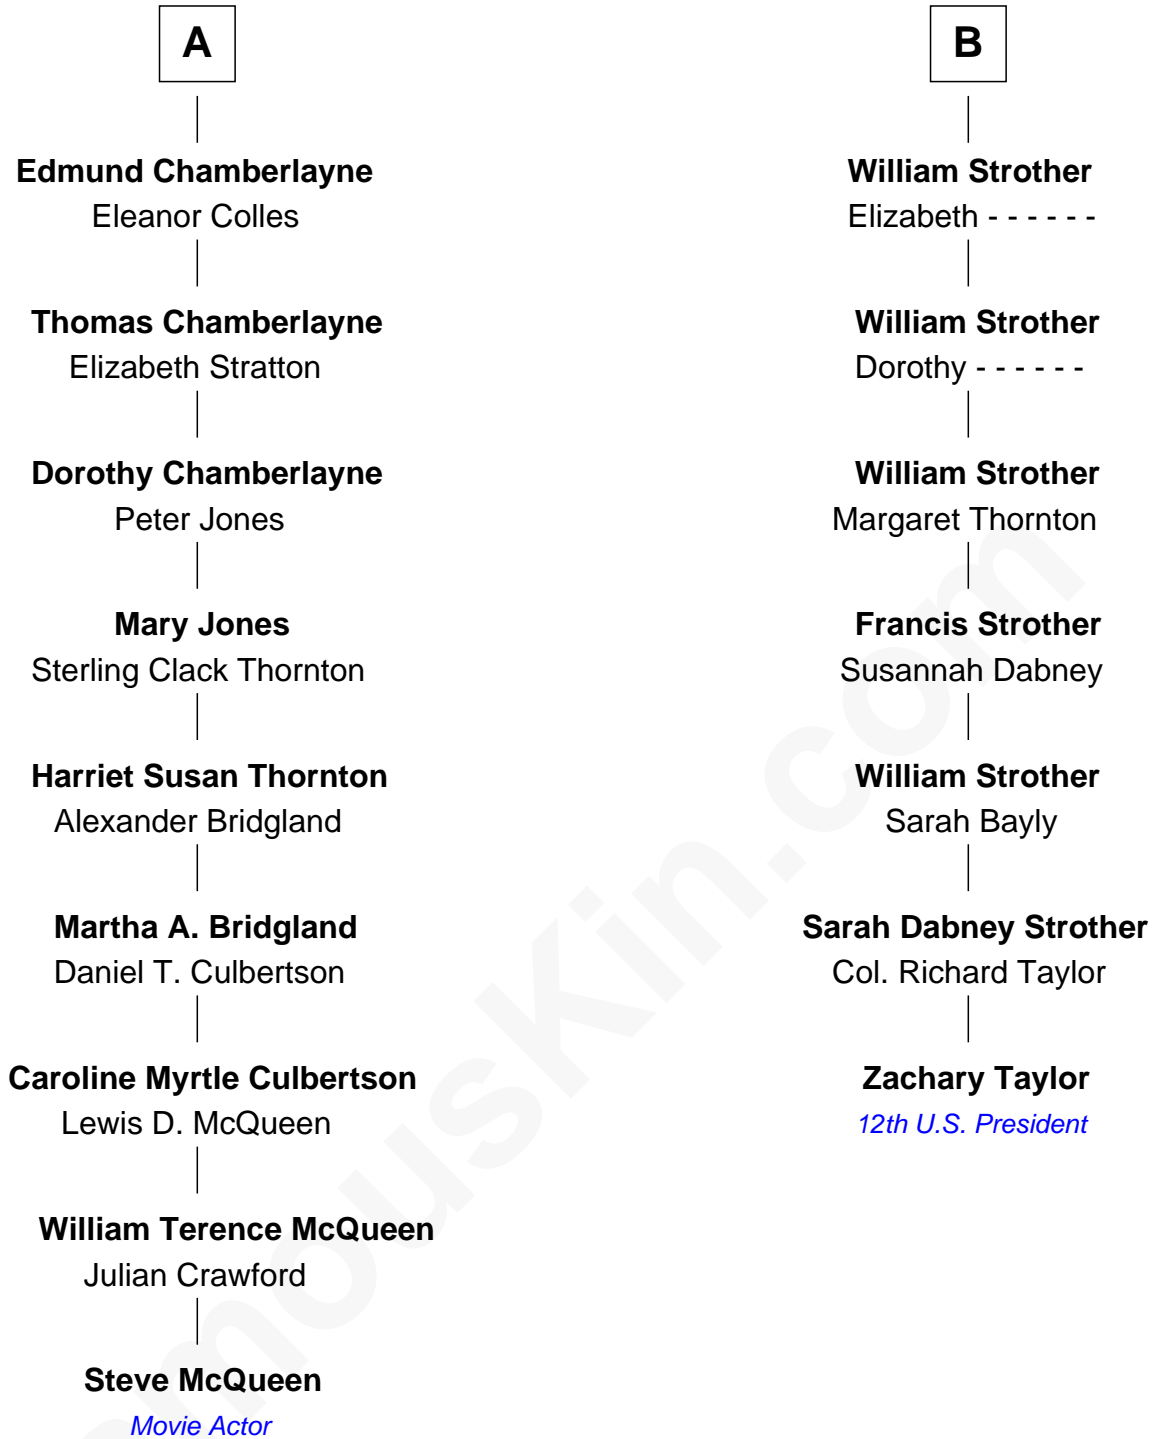 A
Edmund Chamberlayne
Eleanor Colles
Thomas Chamberlayne
Elizabeth Stratton
Dorothy Chamberlayne
Peter Jones
Mary Jones
Sterling Clack Thornton
Harriet Susan Thornton
Alexander Bridgland
Martha A. Bridgland
Daniel T. Culbertson
Caroline Myrtle Culbertson
Lewis D. McQueen
William Terence McQueen
Julian Crawford
Steve McQueen
Movie Actor
B
William Strother
Elizabeth - - - - - -
William Strother
Dorothy - - - - - -
William Strother
Margaret Thornton
Francis Strother
Susannah Dabney
William Strother
Sarah Bayly
Sarah Dabney Strother
Col. Richard Taylor
Zachary Taylor
12th U.S. President
mouskin.com